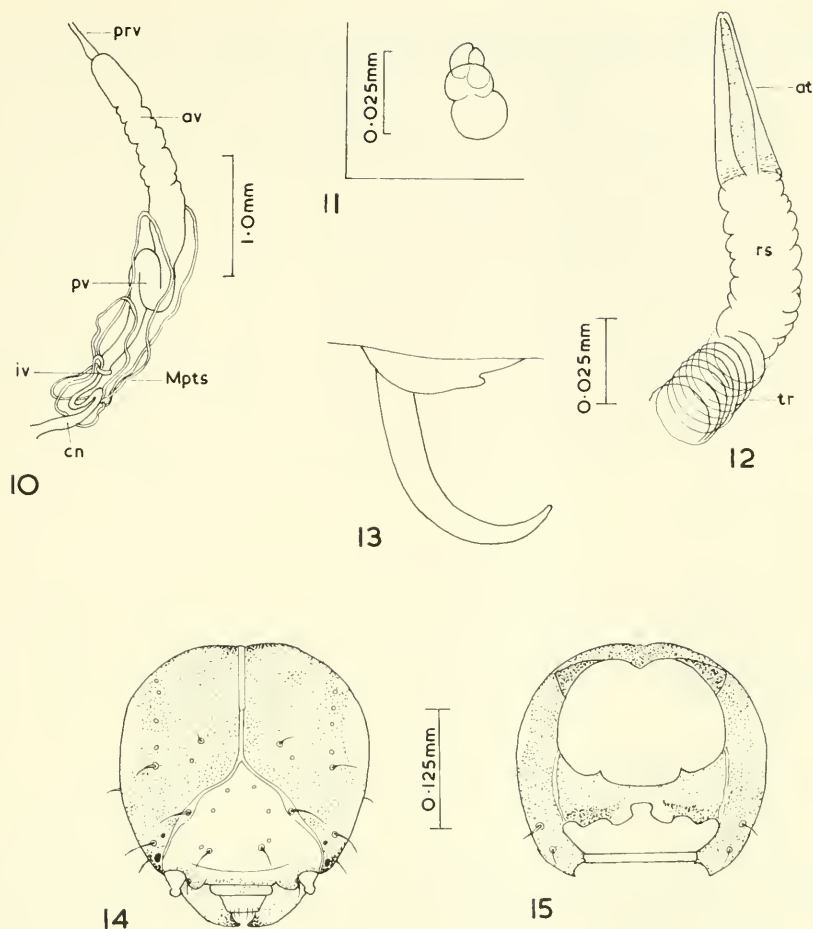 prv
av
1·0mm
pv
iv
Mpts
cn
10
0·025mm
11
at
rs
tr
0·025mm
12
13
0·125mm
14
15